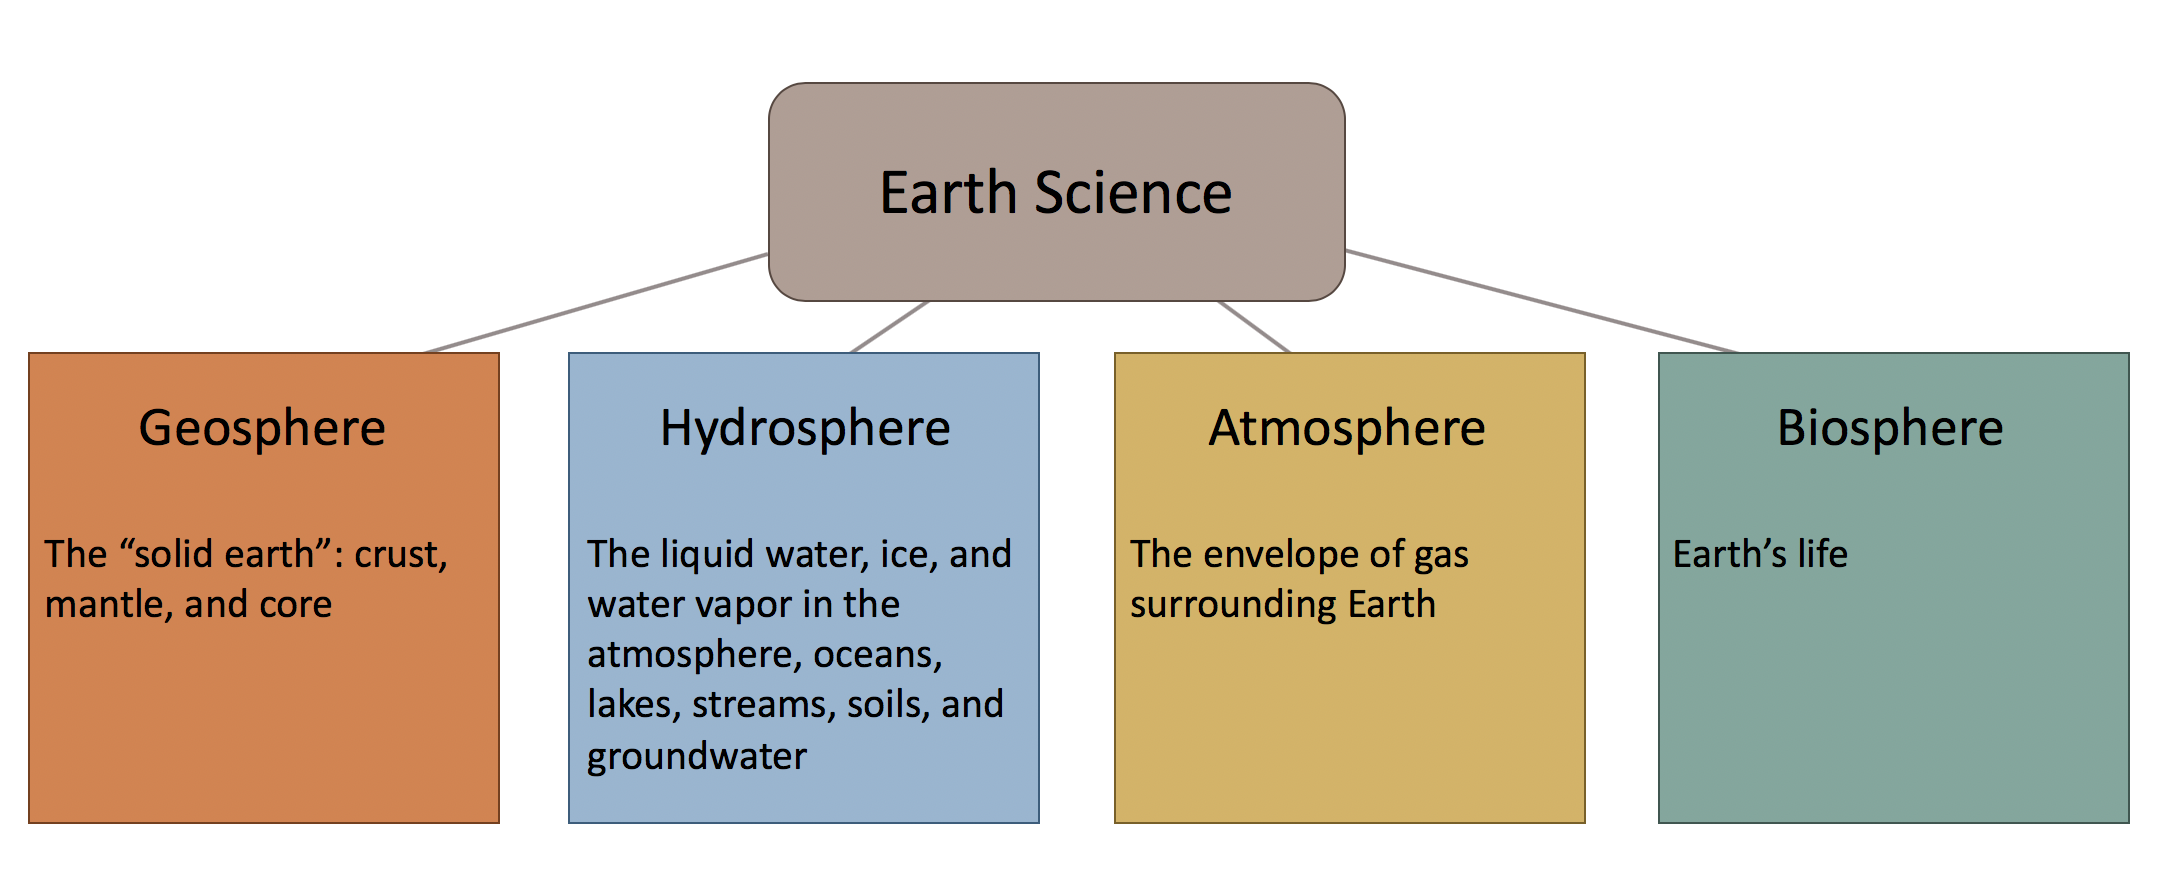 Earth Science
Geosphere
The “solid earth”: crust,
mantle, and core
Hydrosphere
The liquid water, ice, and
water vapor in the
atmosphere, oceans,
lakes, streams, soils, and
groundwater
Atmosphere
The envelope of gas
surrounding Earth
Biosphere
Earth’s life